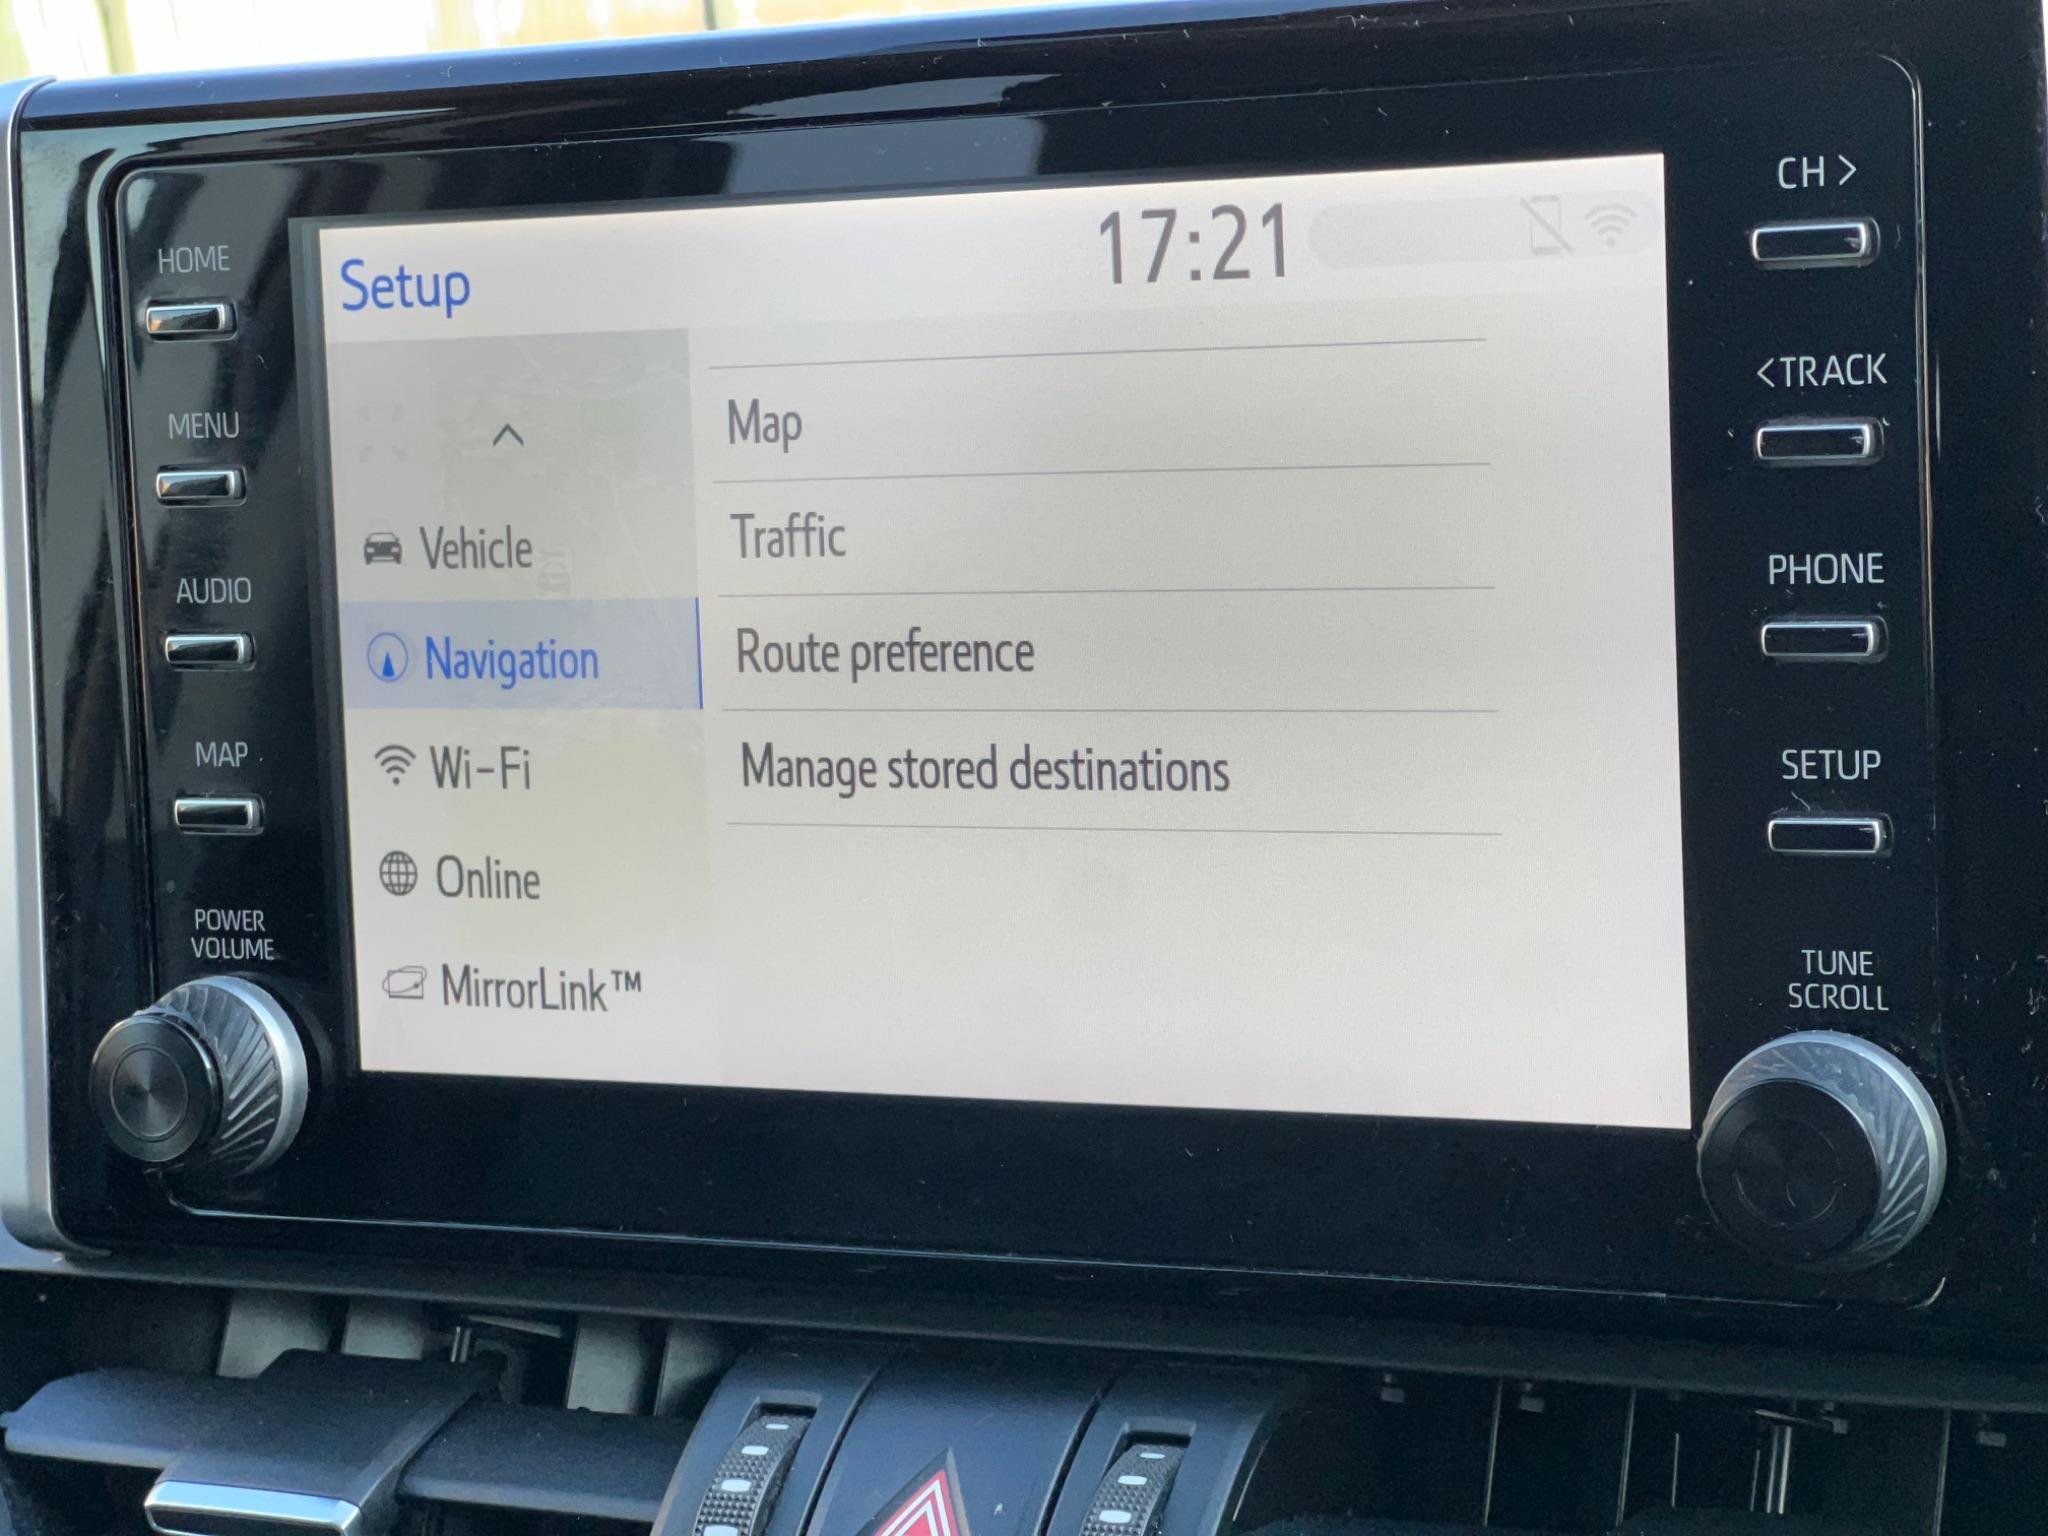 HOME
MENU
AUDIO
MAP
POWER
VOLUME
Setup
17:21
Vehicle
Navigation
Wi-Fi
Online
MirrorLink™
Map
Traffic
Route preference
Manage stored destinations
CH >
< TRACK
PHONE
SETUP
TUNE
SCROLL